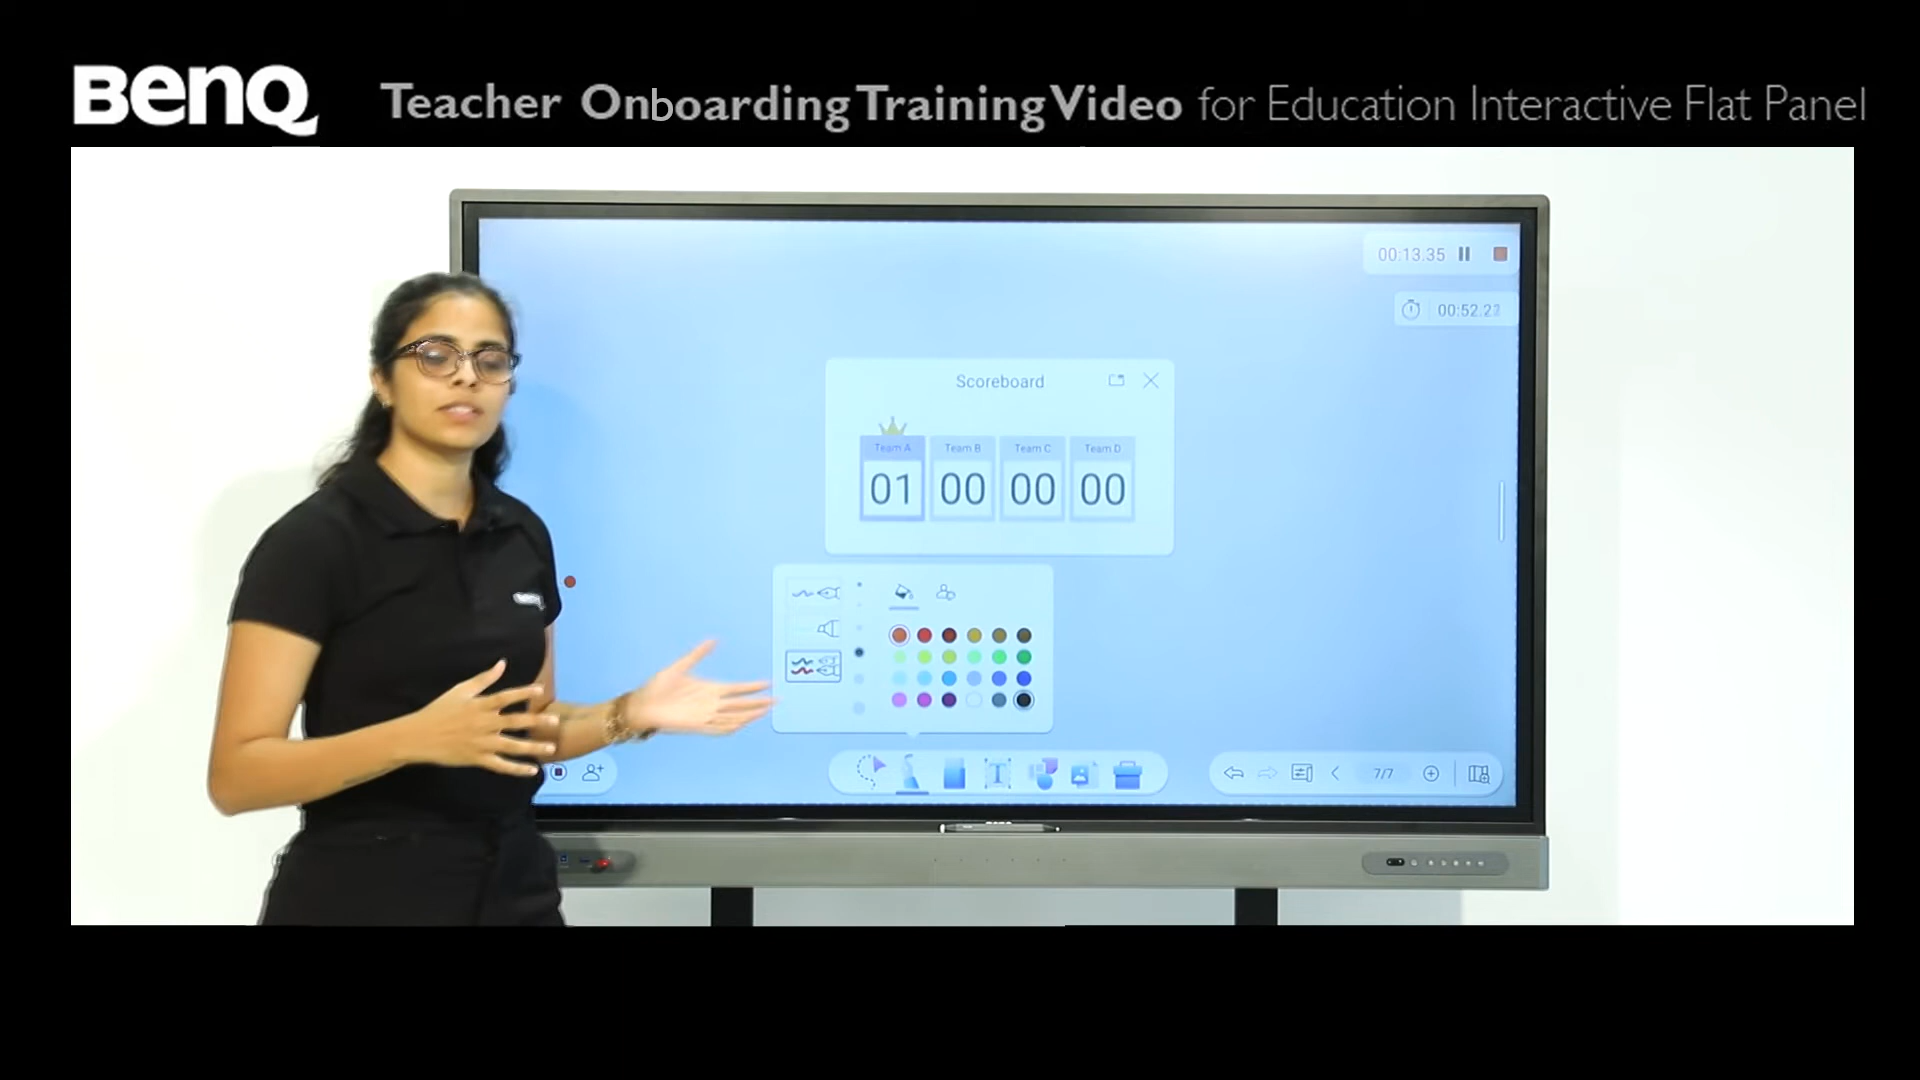 BenQ
Teacher Onboarding Training Video for Education Interactive Flat Panel
00:13.35
00:52.2
Scoreboard
Team A Team B Team C Team D
01 00 00 00
T
7/7